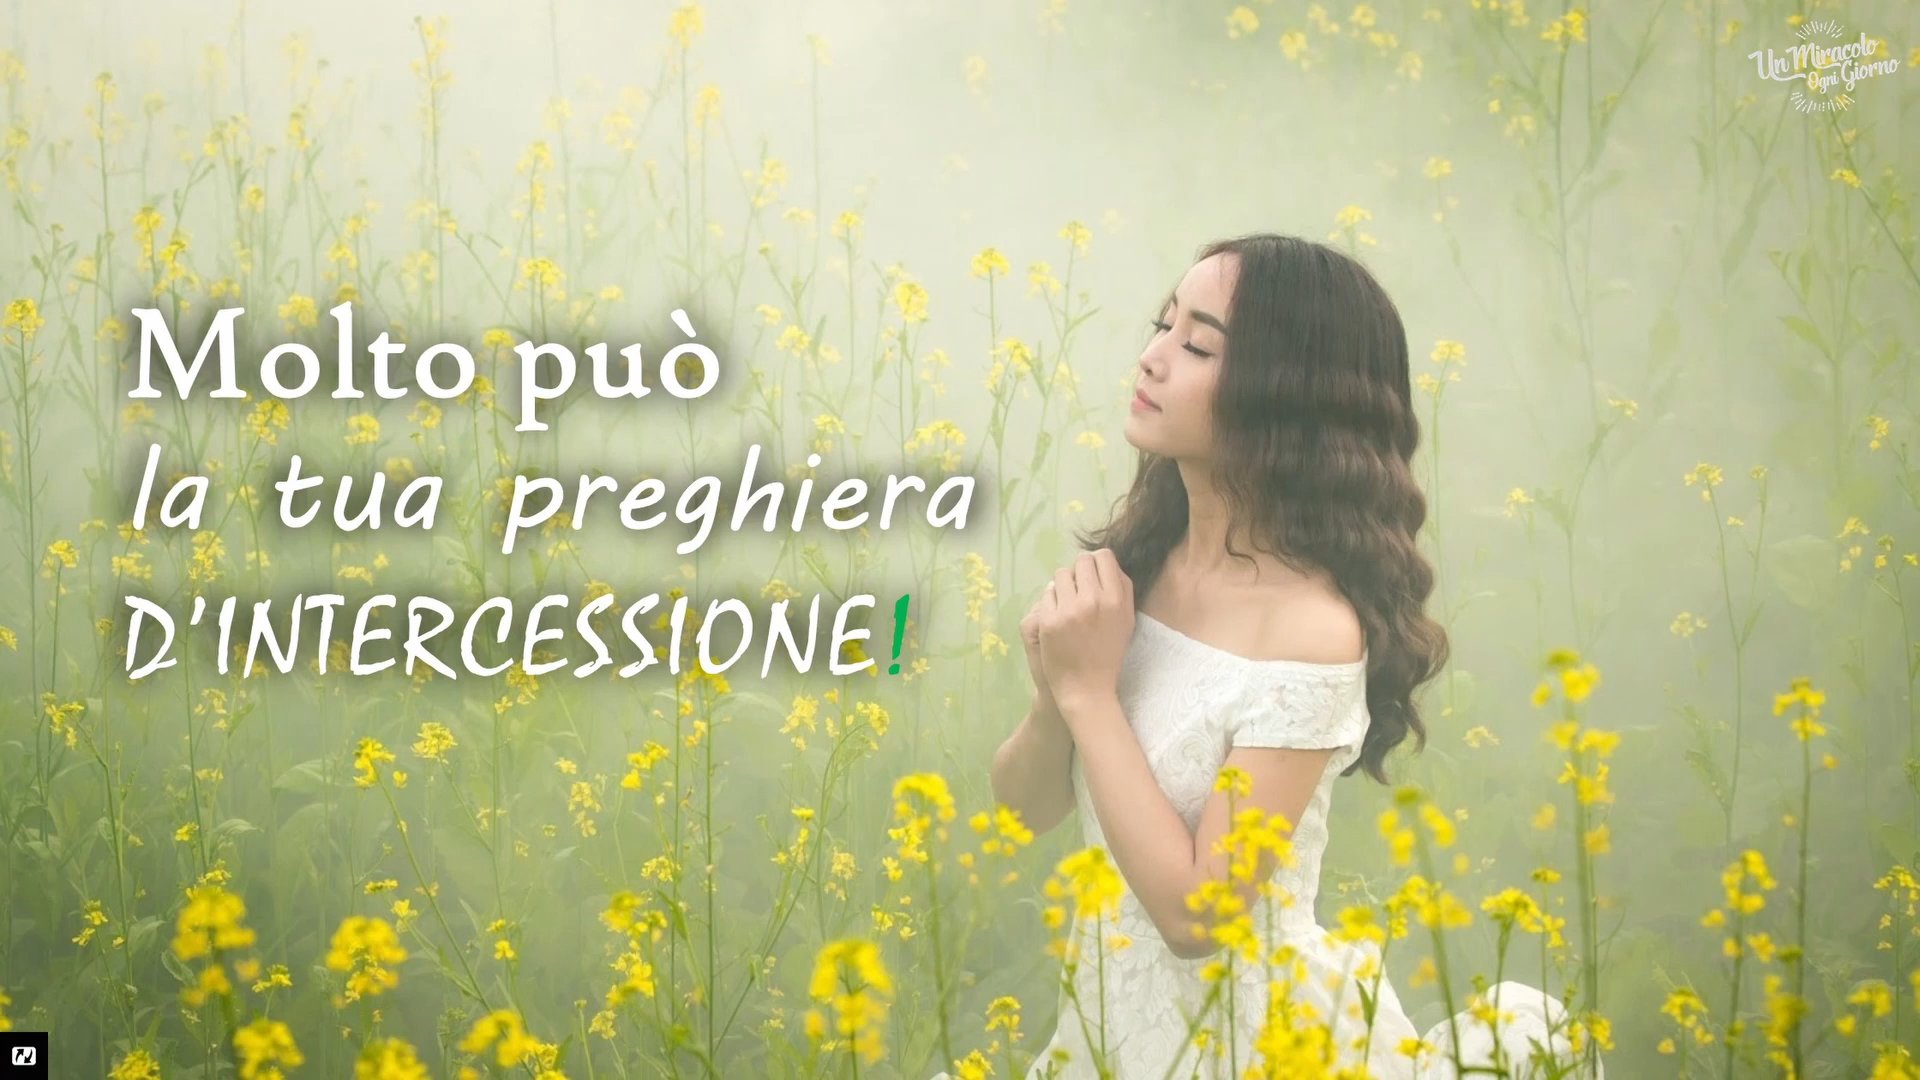 Un Miracolo
Ogni Giorno
Molto può
la tua preghiera
D'INTERCESSIONE!